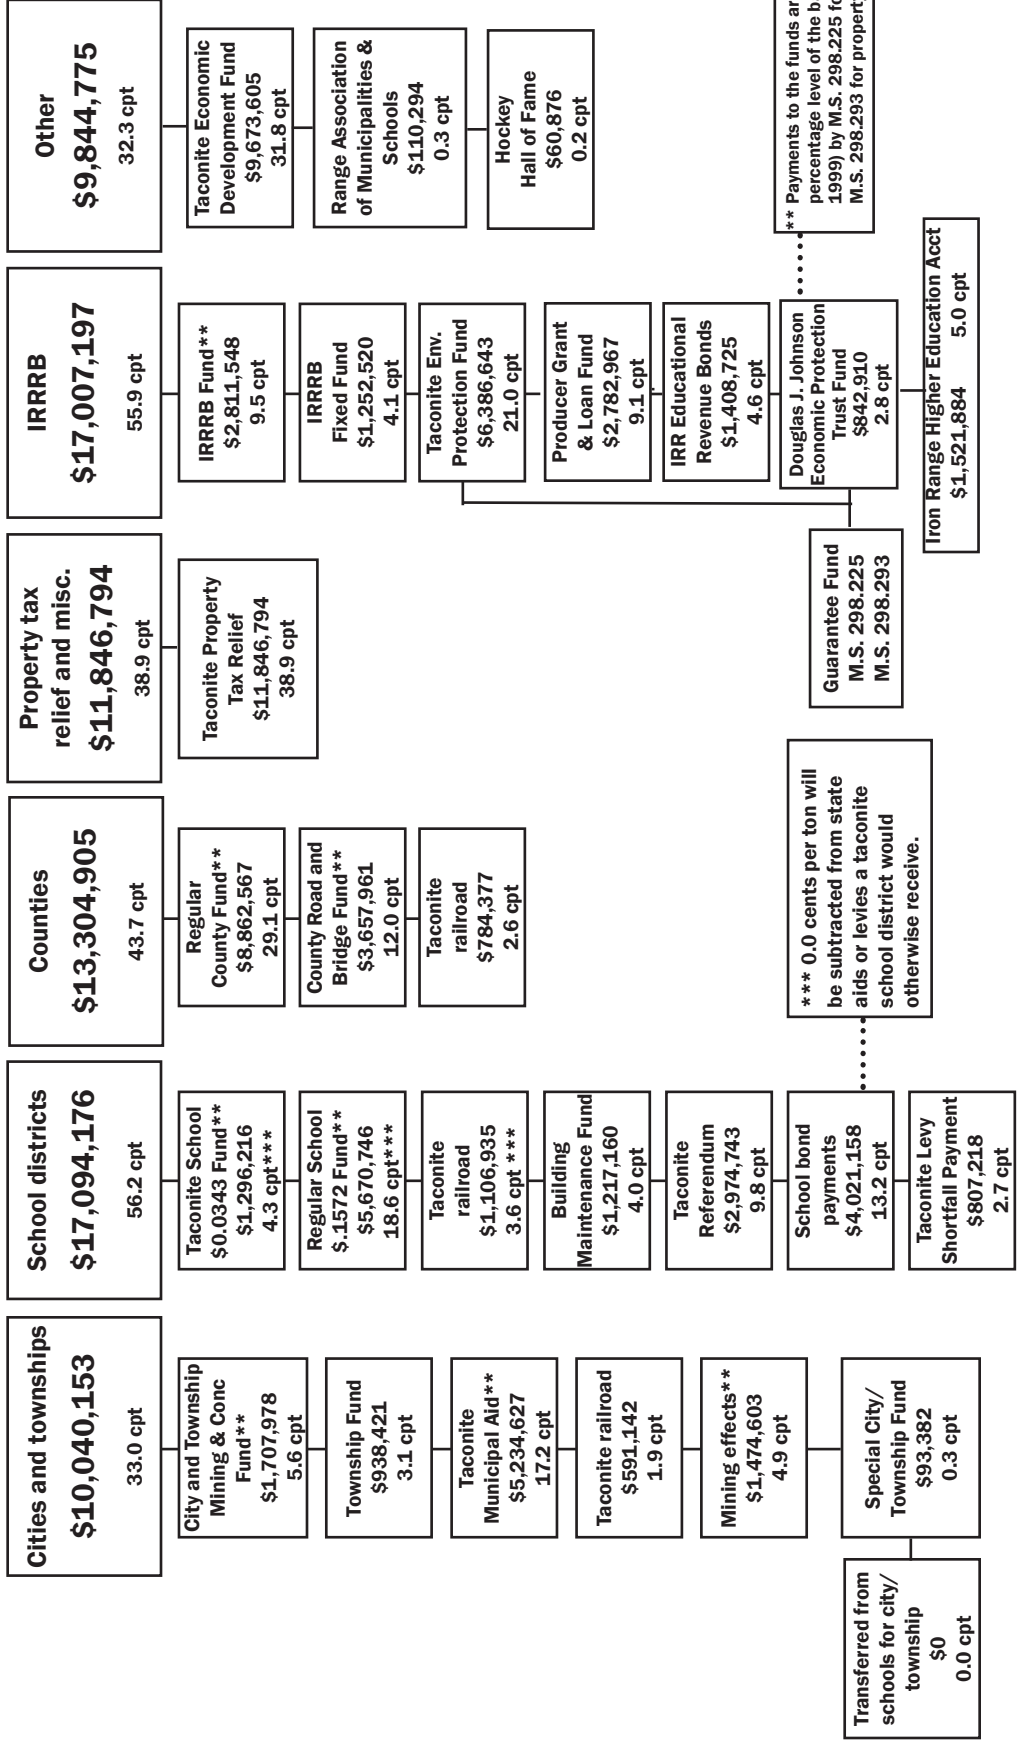 Cities and townships
$10,040,153
33.0 cpt
City and Township
Mining & Conc
Fund**
$1,707,978
5.6 cpt
Township Fund
$938,421
3.1 cpt
Taconite
Municipal Aid**
$5,234,627
17.2 cpt
Taconite railroad
$591,142
1.9 cpt
Mining effects**
$1,474,603
4.9 cpt
Special City/
Township Fund
$93,382
0.3 cpt
Transferred from
schools for city/
township
$0
0.0 cpt
School districts
$17,094,176
56.2 cpt
Taconite School
$0.0343 Fund**
$1,296,216
4.3 cpt***
Regular School
$.1572 Fund**
$5,670,746
18.6 cpt***
Taconite
railroad
$1,106,935
3.6 cpt ***
Building
Maintenance Fund
$1,217,160
4.0 cpt
Taconite
Referendum
$2,974,743
9.8 cpt
School bond
payments
$4,021,158
13.2 cpt
Taconite Levy
Shortfall Payment
$807,218
2.7 cpt
*** 0.0 cents per ton will
be subtracted from state
aids or levies a taconite
school district would
otherwise receive.
Counties
$13,304,905
43.7 cpt
Regular
County Fund**
$8,862,567
29.1 cpt
County Road and
Bridge Fund**
$3,657,961
12.0 cpt
Taconite
railroad
$784,377
2.6 cpt
Property tax
relief and misc.
$11,846,794
38.9 cpt
Taconite Property
Tax Relief
$11,846,794
38.9 cpt
IRRRB
$17,007,197
55.9 cpt
IRRRB Fund**
$2,811,548
9.5 cpt
IRRRB
Fixed Fund
$1,252,520
4.1 cpt
Taconite Env.
Protection Fund
$6,386,643
21.0 cpt
Producer Grant
& Loan Fund
$2,782,967
9.1 cpt
IRR Educational
Revenue Bonds
$1,408,725
4.6 cpt
Douglas J. Johnson
Economic Protection
Trust Fund
$842,910
2.8 cpt
Guarantee Fund
M.S. 298.225
M.S. 298.293
Iron Range Higher Education Acct
$1,521,884 5.0 cpt
Other
$9,844,775
32.3 cpt
Taconite Economic
Development Fund
$9,673,605
31.8 cpt
Range Association
of Municipalities &
Schools
$110,294
0.3 cpt
Hockey
Hall of Fame
$60,876
0.2 cpt
** Payments to the funds
percentage level of the
1999) by M.S. 298.225
M.S. 298.293 for property